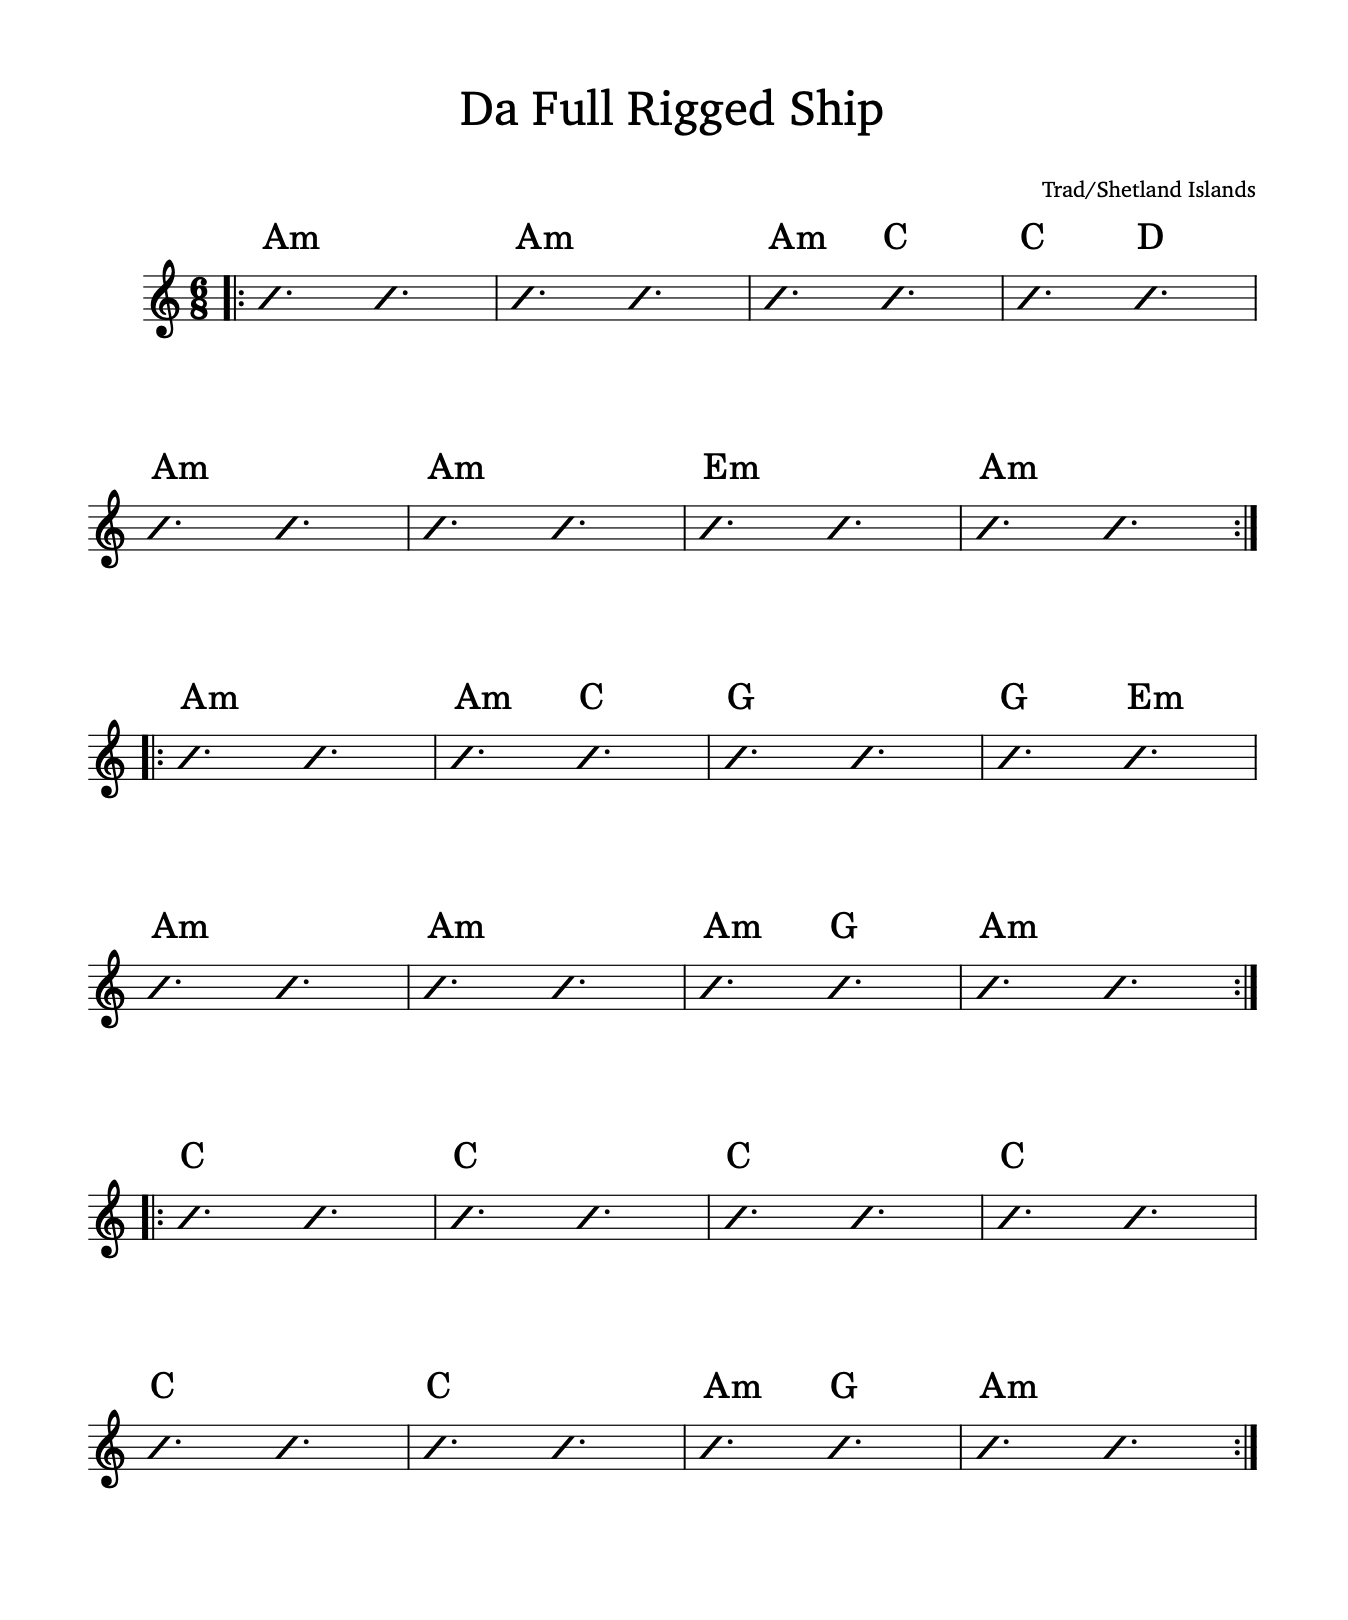 Da Full Rigged Ship
Trad/Shetland Islands
Am Am Am C C D
6
8
Am Am Em Am
Am Am C G G Em
Am Am Am G Am
C C C C
C C Am G Am